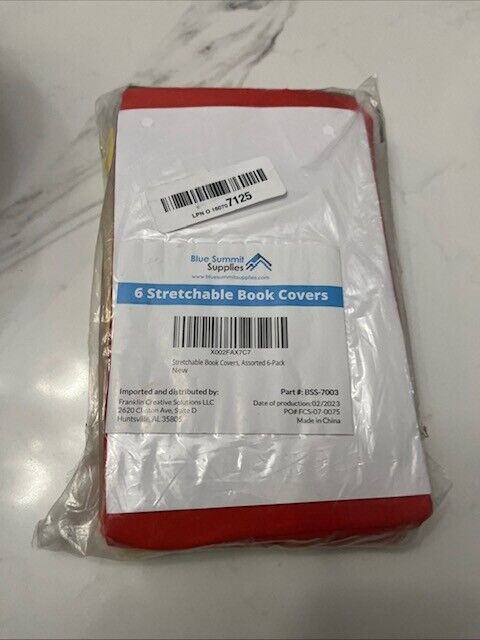 7125
Blue Summit
Supplies
www.bluesummitsupplies.com
6 Stretchable Book Covers
X002FAX7C7
Stretchable Book Covers, Assorted 6-Pack
New
Imported and distributed by:
Franklin Creative Solutions LLC
2620 Clinton Ave, Suite D
Huntsville, AL 35805
Part #: BSS-7003
Date of production: 02/2023
PO# FCS-07-0075
Made in China